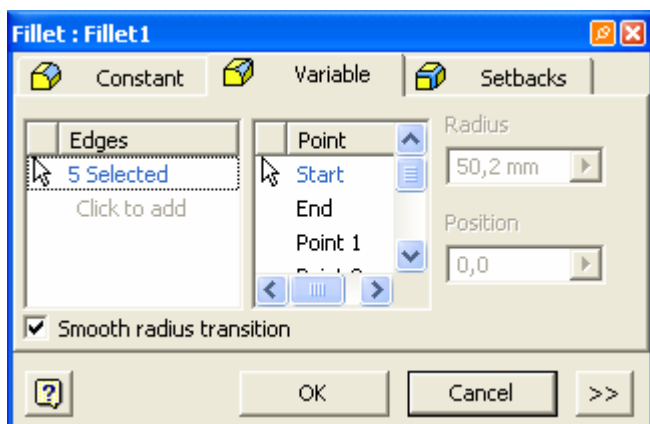 Fillet : Fillet1
Constant Variable Setbacks
Edges
5 Selected
Click to add
Point
Start
End
Point 1
Radius
50,2 mm
Position
0,0
Smooth radius transition
OK Cancel >>